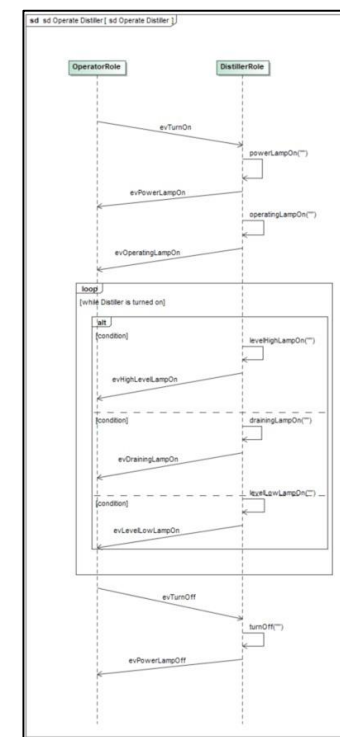 sd sd Operate Distiller [ sd Operate Distiller ]
OperatorRole DistillerRole
evTurnOn
powerLampOn("")
evPowerLampOn
operatingLampOn("")
evOperatingLampOn
loop
[while Distiller is turned on]
alt
[condition]
levelHighLampOn("")
evHighLevelLampOn
[condition] drainingLampOn("")
evDrainingLampOn
levelLowLampOn("")
[condition]
evLevelLowLampOn
evTurnOff
turnOff("")
evPowerLampOff